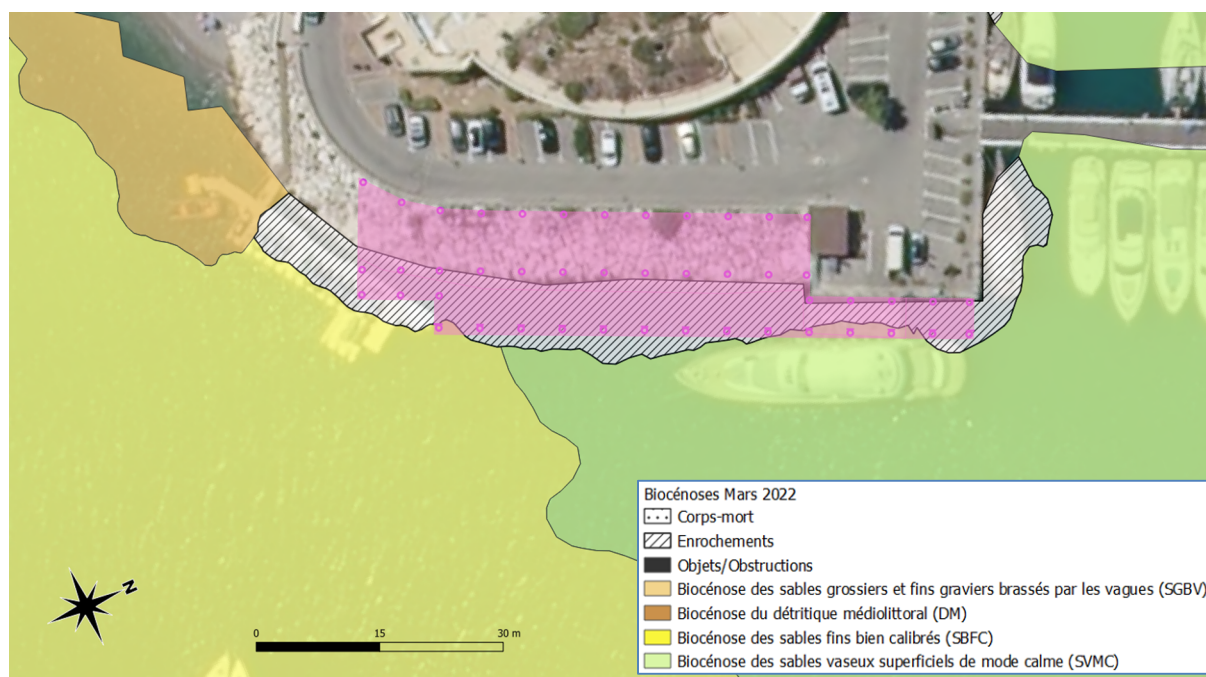 N
0 15 30 m
Biocénoses Mars 2022
Corps-mort
Enrochements
Objets/Obstructions
Biocénose des sables grossiers et fins graviers brassés par les vagues (SGBV)
Biocénose du détritique médiolittoral (DM)
Biocénose des sables fins bien calibrés (SBFC)
Biocénose des sables vaseux superficiels de mode calme (SVMC)